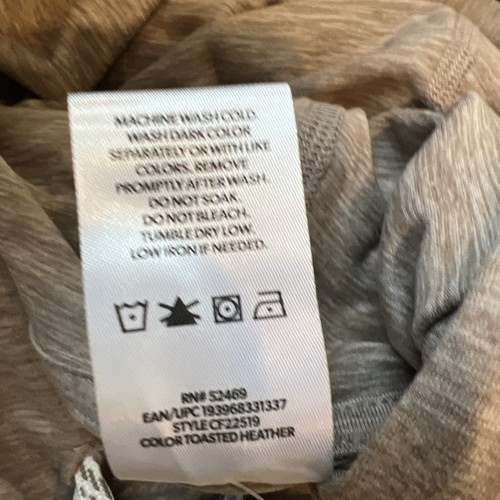 MACHINE WASH COLD.
WASH DARK COLOR
SEPARATELY OR WITH LIKE
COLORS. REMOVE
PROMPTLY AFTER WASH.
DO NOT SOAK.
DO NOT BLEACH.
TUMBLE DRY LOW.
LOW IRON IF NEEDED.
RN# 52469
EAN/UPC 193968331337
STYLE CF22519
COLOR TOASTED HEATHER